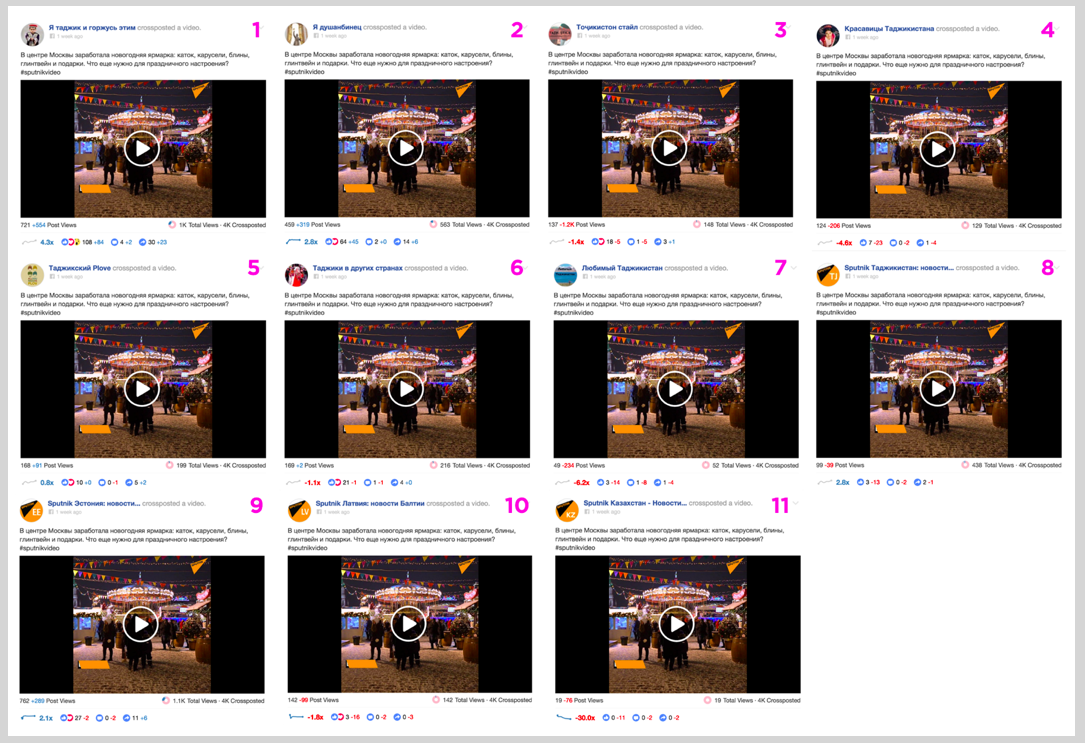 Я таджик и горжусь этим crossposted a video.
1 week ago
1
В центре Москвы заработала новогодняя ярмарка: каток, карусели, блины,
глинтвейн и подарки. Что еще нужно для праздничного настроения?
#sputnikvideo
721 +554 Post Views
1K Total Views · 4K Crossposted
4.3x 108 +84 4 +2 30 +23
Я душанбинец crossposted a video.
1 week ago
2
В центре Москвы заработала новогодняя ярмарка: каток, карусели, блины,
глинтвейн и подарки. Что еще нужно для праздничного настроения?
#sputnikvideo
459 +319 Post Views
563 Total Views · 4K Crossposted
2.8x 64 +45 2 +0 14 +6
Тоҷикистон стайл crossposted a video.
1 week ago
3
В центре Москвы заработала новогодняя ярмарка: каток, карусели, блины,
глинтвейн и подарки. Что еще нужно для праздничного настроения?
#sputnikvideo
137 -1.2K Post Views
148 Total Views · 4K Crossposted
-1.4x 18 -5 1 -5 3 +1
Красавицы Таджикистана crossposted a video.
1 week ago
4
В центре Москвы заработала новогодняя ярмарка: каток, карусели, блины,
глинтвейн и подарки. Что еще нужно для праздничного настроения?
#sputnikvideo
124 -206 Post Views
129 Total Views · 4K Crossposted
-4.6x 7 -23 0 -2 1 -4
Таджикский Plove crossposted a video.
1 week ago
5
В центре Москвы заработала новогодняя ярмарка: каток, карусели, блины,
глинтвейн и подарки. Что еще нужно для праздничного настроения?
#sputnikvideo
168 +91 Post Views
199 Total Views · 4K Crossposted
0.8x 10 +0 0 -1 5 +2
Таджики в других странах crossposted a video.
1 week ago
6
В центре Москвы заработала новогодняя ярмарка: каток, карусели, блины,
глинтвейн и подарки. Что еще нужно для праздничного настроения?
#sputnikvideo
169 +2 Post Views
216 Total Views · 4K Crossposted
-1.1x 21 -1 1 -1 4 +0
Любимый Таджикистан crossposted a video.
1 week ago
7
В центре Москвы заработала новогодняя ярмарка: каток, карусели, блины,
глинтвейн и подарки. Что еще нужно для праздничного настроения?
#sputnikvideo
49 -234 Post Views
52 Total Views · 4K Crossposted
-6.2x 3 -14 1 -8 1 -4
TJ
Sputnik Таджикистан: новости... crossposted a video.
1 week ago
8
В центре Москвы заработала новогодняя ярмарка: каток, карусели, блины,
глинтвейн и подарки. Что еще нужно для праздничного настроения?
#sputnikvideo
99 -39 Post Views
438 Total Views · 4K Crossposted
2.8x 3 -13 0 -2 2 -1
EE
Sputnik Эстония: новости... crossposted a video.
1 week ago
9
В центре Москвы заработала новогодняя ярмарка: каток, карусели, блины,
глинтвейн и подарки. Что еще нужно для праздничного настроения?
#sputnikvideo
762 +289 Post Views
1.1K Total Views · 4K Crossposted
2.1x 27 -2 0 -2 11 +6
LV
Sputnik Латвия: новости Балтии crossposted a video.
1 week ago
10
В центре Москвы заработала новогодняя ярмарка: каток, карусели, блины,
глинтвейн и подарки. Что еще нужно для праздничного настроения?
#sputnikvideo
142 -99 Post Views
142 Total Views · 4K Crossposted
-1.8x 3 -16 0 -2 0 -3
KZ
Sputnik Казахстан - Новости... crossposted a video.
1 week ago
11
В центре Москвы заработала новогодняя ярмарка: каток, карусели, блины,
глинтвейн и подарки. Что еще нужно для праздничного настроения?
#sputnikvideo
19 -76 Post Views
19 Total Views · 4K Crossposted
-30.0x 0 -11 0 -2 0 -2